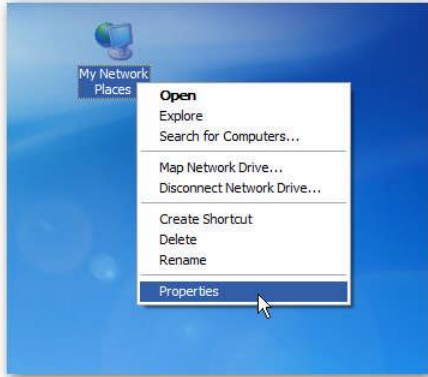 My Network
Places
Open
Explore
Search for Computers...
Map Network Drive...
Disconnect Network Drive...
Create Shortcut
Delete
Rename
Properties